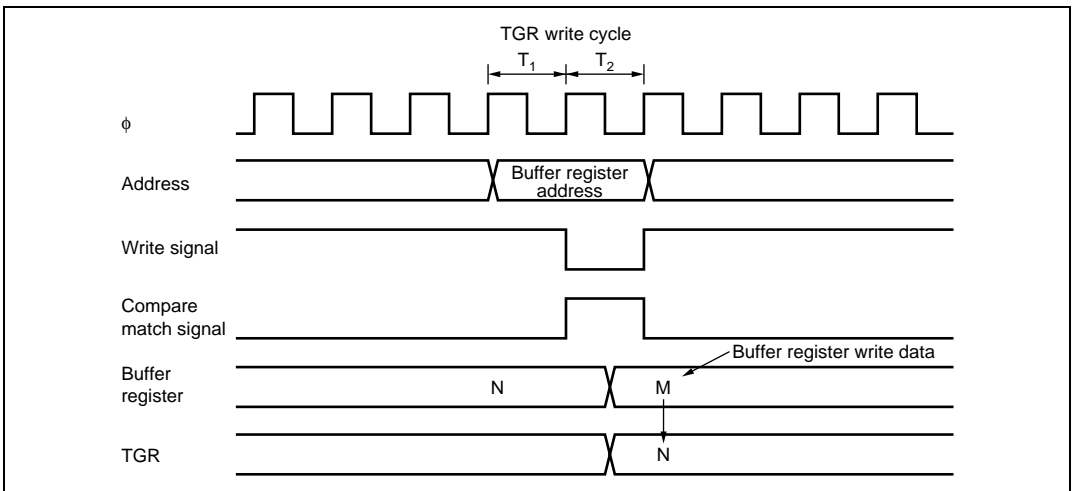 TGR write cycle
T1 T2
ϕ
Address
Buffer register
address
Write signal
Compare
match signal
Buffer register write data
Buffer
register
N
M
TGR
N